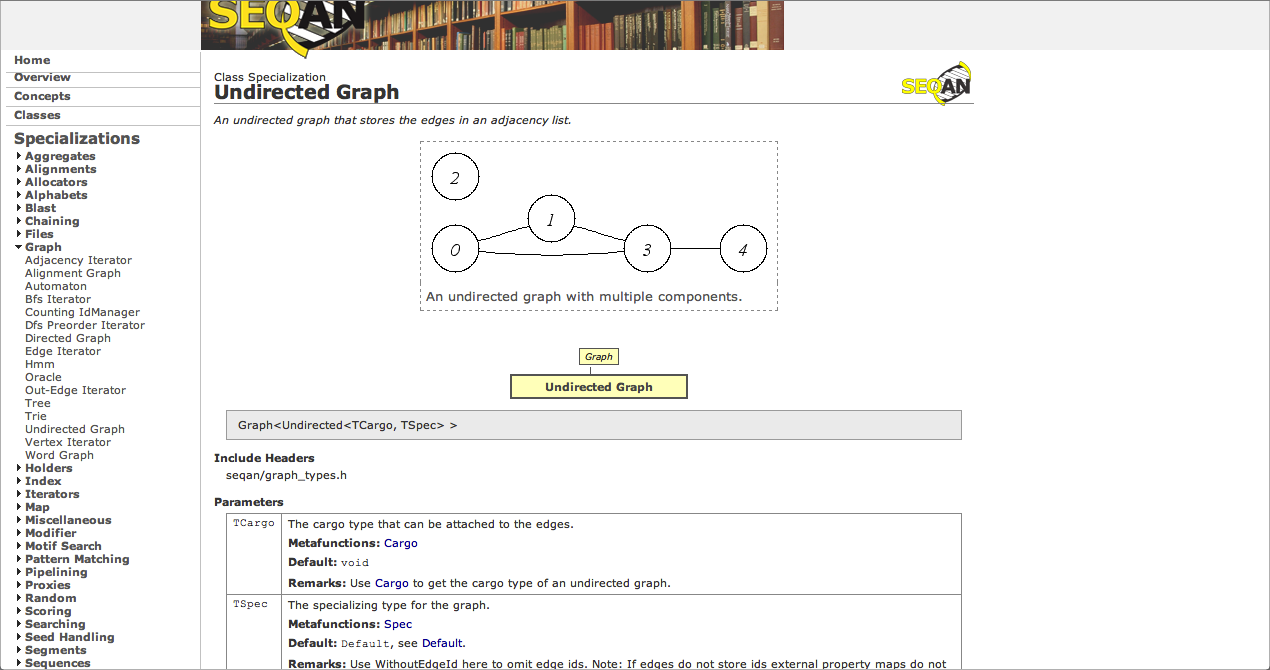 SEQAN
Home
Overview
Concepts
Classes
Specializations
Aggregates
Alignments
Allocators
Alphabets
Blast
Chaining
Files
Graph
Adjacency Iterator
Alignment Graph
Automaton
Bfs Iterator
Counting IdManager
Dfs Preorder Iterator
Directed Graph
Edge Iterator
Hmm
Oracle
Out-Edge Iterator
Tree
Trie
Undirected Graph
Vertex Iterator
Word Graph
Holders
Index
Iterators
Map
Miscellaneous
Modifier
Motif Search
Pattern Matching
Pipelining
Proxies
Random
Scoring
Searching
Seed Handling
Segments
Sequences
Class Specialization
Undirected Graph
SEQAN
An undirected graph that stores the edges in an adjacency list.
2
1
0
3
4
An undirected graph with multiple components.
Graph
Undirected Graph
Graph<Undirected<TCargo, TSpec> >
Include Headers
seqan/graph_types.h
Parameters
TCargo
The cargo type that can be attached to the edges.
Metafunctions: Cargo
Default: void
Remarks: Use Cargo to get the cargo type of an undirected graph.
TSpec
The specializing type for the graph.
Metafunctions: Spec
Default: Default, see Default.
Remarks: Use WithoutEdgeId here to omit edge ids. Note: If edges do not store ids external property maps do not